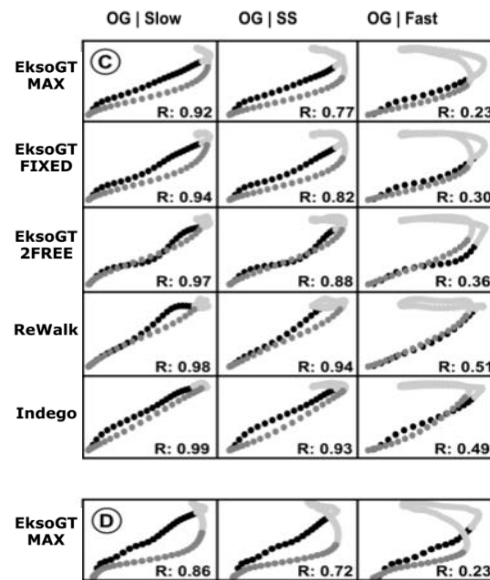 OG | Slow OG | SS OG | Fast
EksoGT
MAX
C
R: 0.92 R: 0.77 R: 0.23
EksoGT
FIXED
R: 0.94 R: 0.82 R: 0.30
EksoGT
2FREE
R: 0.97 R: 0.88 R: 0.36
ReWalk
R: 0.98 R: 0.94 R: 0.51
Indego
R: 0.99 R: 0.93 R: 0.49
EksoGT
MAX
D
R: 0.86 R: 0.72 R: 0.23